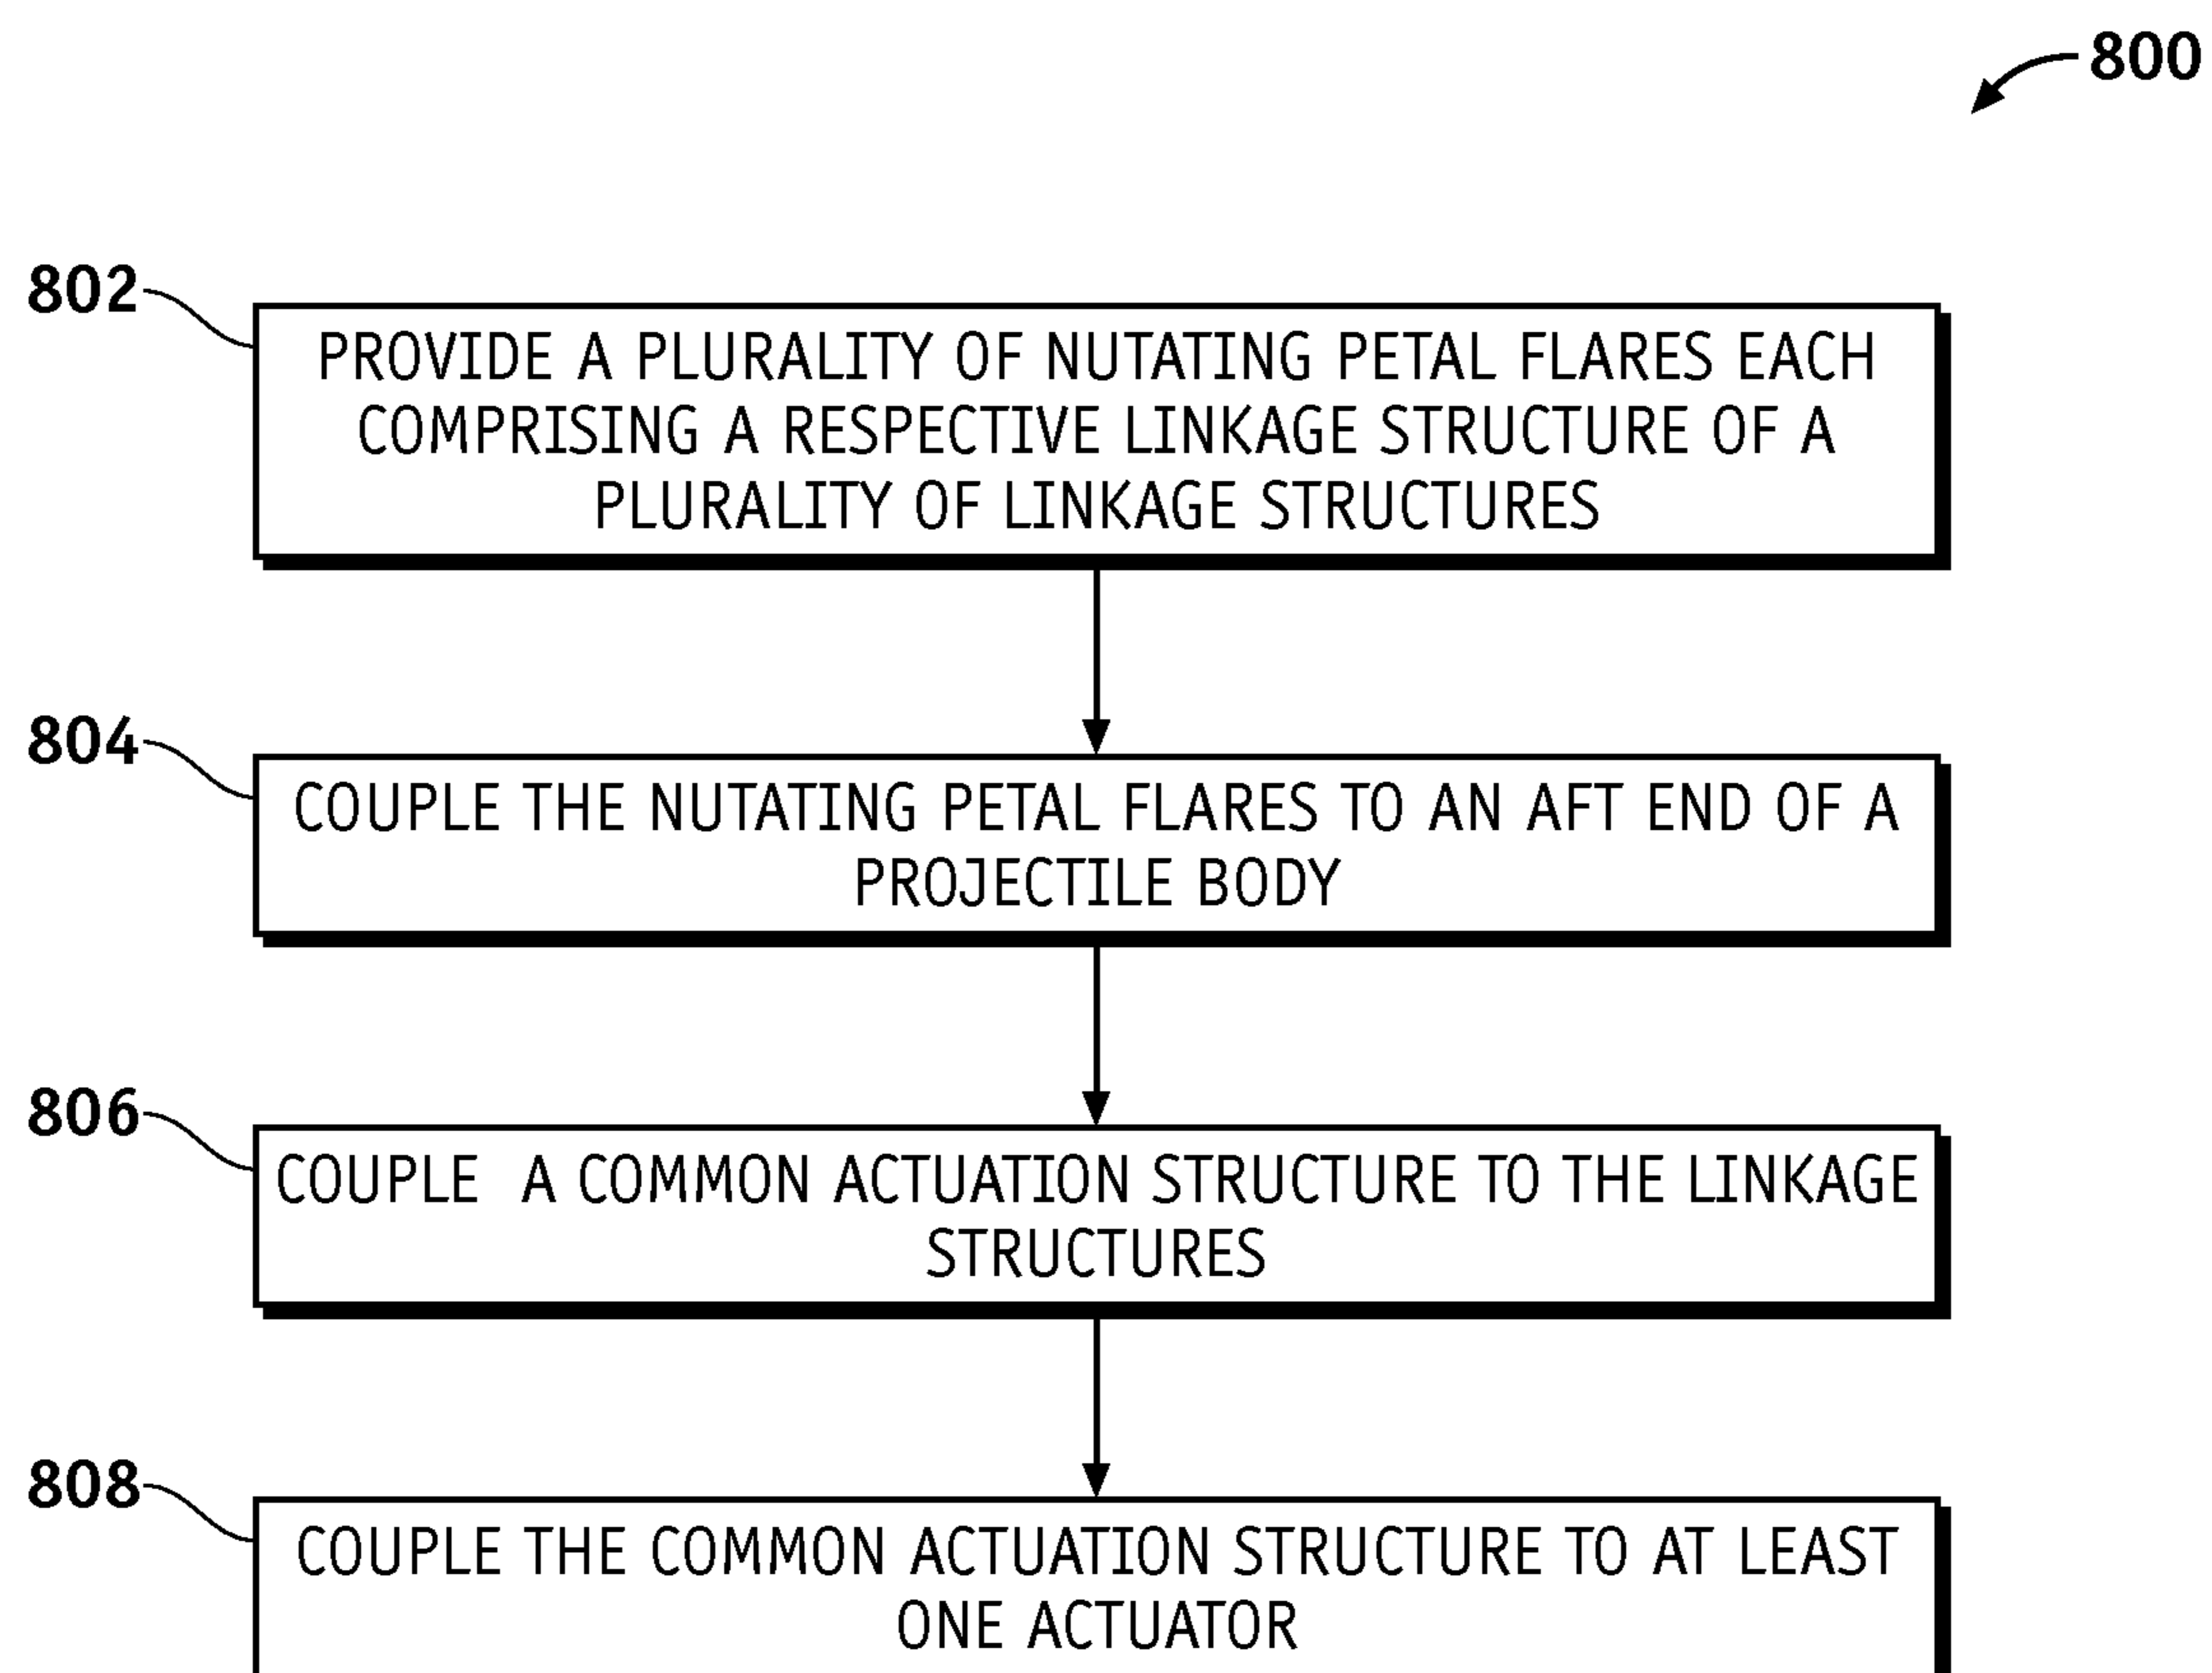 800
802
PROVIDE A PLURALITY OF NUTATING PETAL FLARES EACH
COMPRISING A RESPECTIVE LINKAGE STRUCTURE OF A
PLURALITY OF LINKAGE STRUCTURES
804
COUPLE THE NUTATING PETAL FLARES TO AN AFT END OF A
PROJECTILE BODY
806
COUPLE A COMMON ACTUATION STRUCTURE TO THE LINKAGE
STRUCTURES
808
COUPLE THE COMMON ACTUATION STRUCTURE TO AT LEAST
ONE ACTUATOR